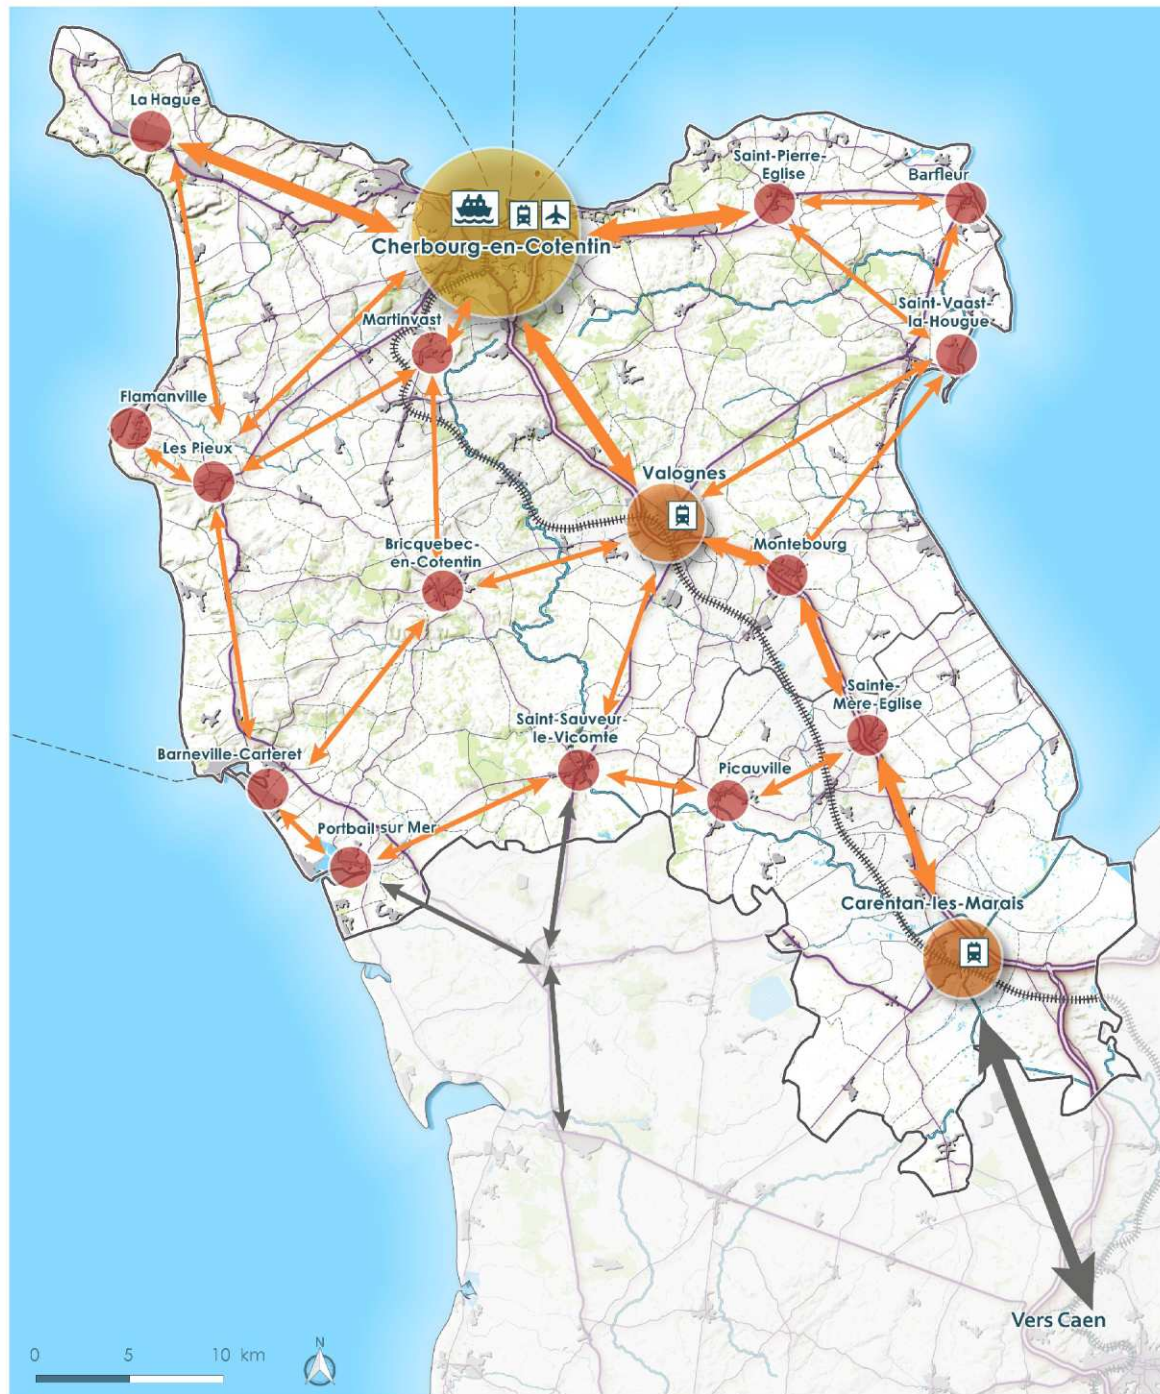 La Hague
Saint-Pierre-
Eglise
Barfleur
Cherbourg-en-Cotentin
Saint-Vaast-
la-Hougue
Martinvast
Flamanville
Les Pieux
Valognes
Bricquebec-
en-Cotentin
Montebourg
Sainte-
Mère-Eglise
Saint-Sauveur-
le-Vicomte
Barneville-Carteret
Picauville
Portbail sur Mer
Carentan-les-Marais
Vers Caen
0 5 10 km
N